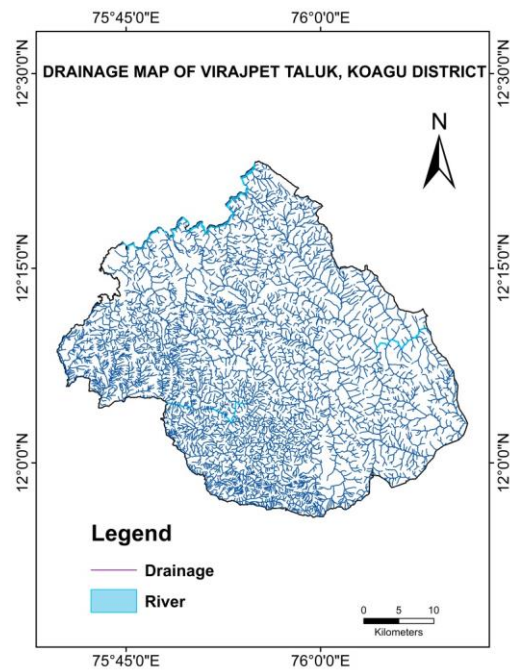 75°45'0"E 76°0'0"E
DRAINAGE MAP OF VIRAJPET TALUK, KOAGU DISTRICT
12°30'0"N 12°30'0"N
N
12°15'0"N 12°15'0"N
12°0'0"N 12°0'0"N
Legend
Drainage
River
0 5 10
Kilometers
75°45'0"E 76°0'0"E